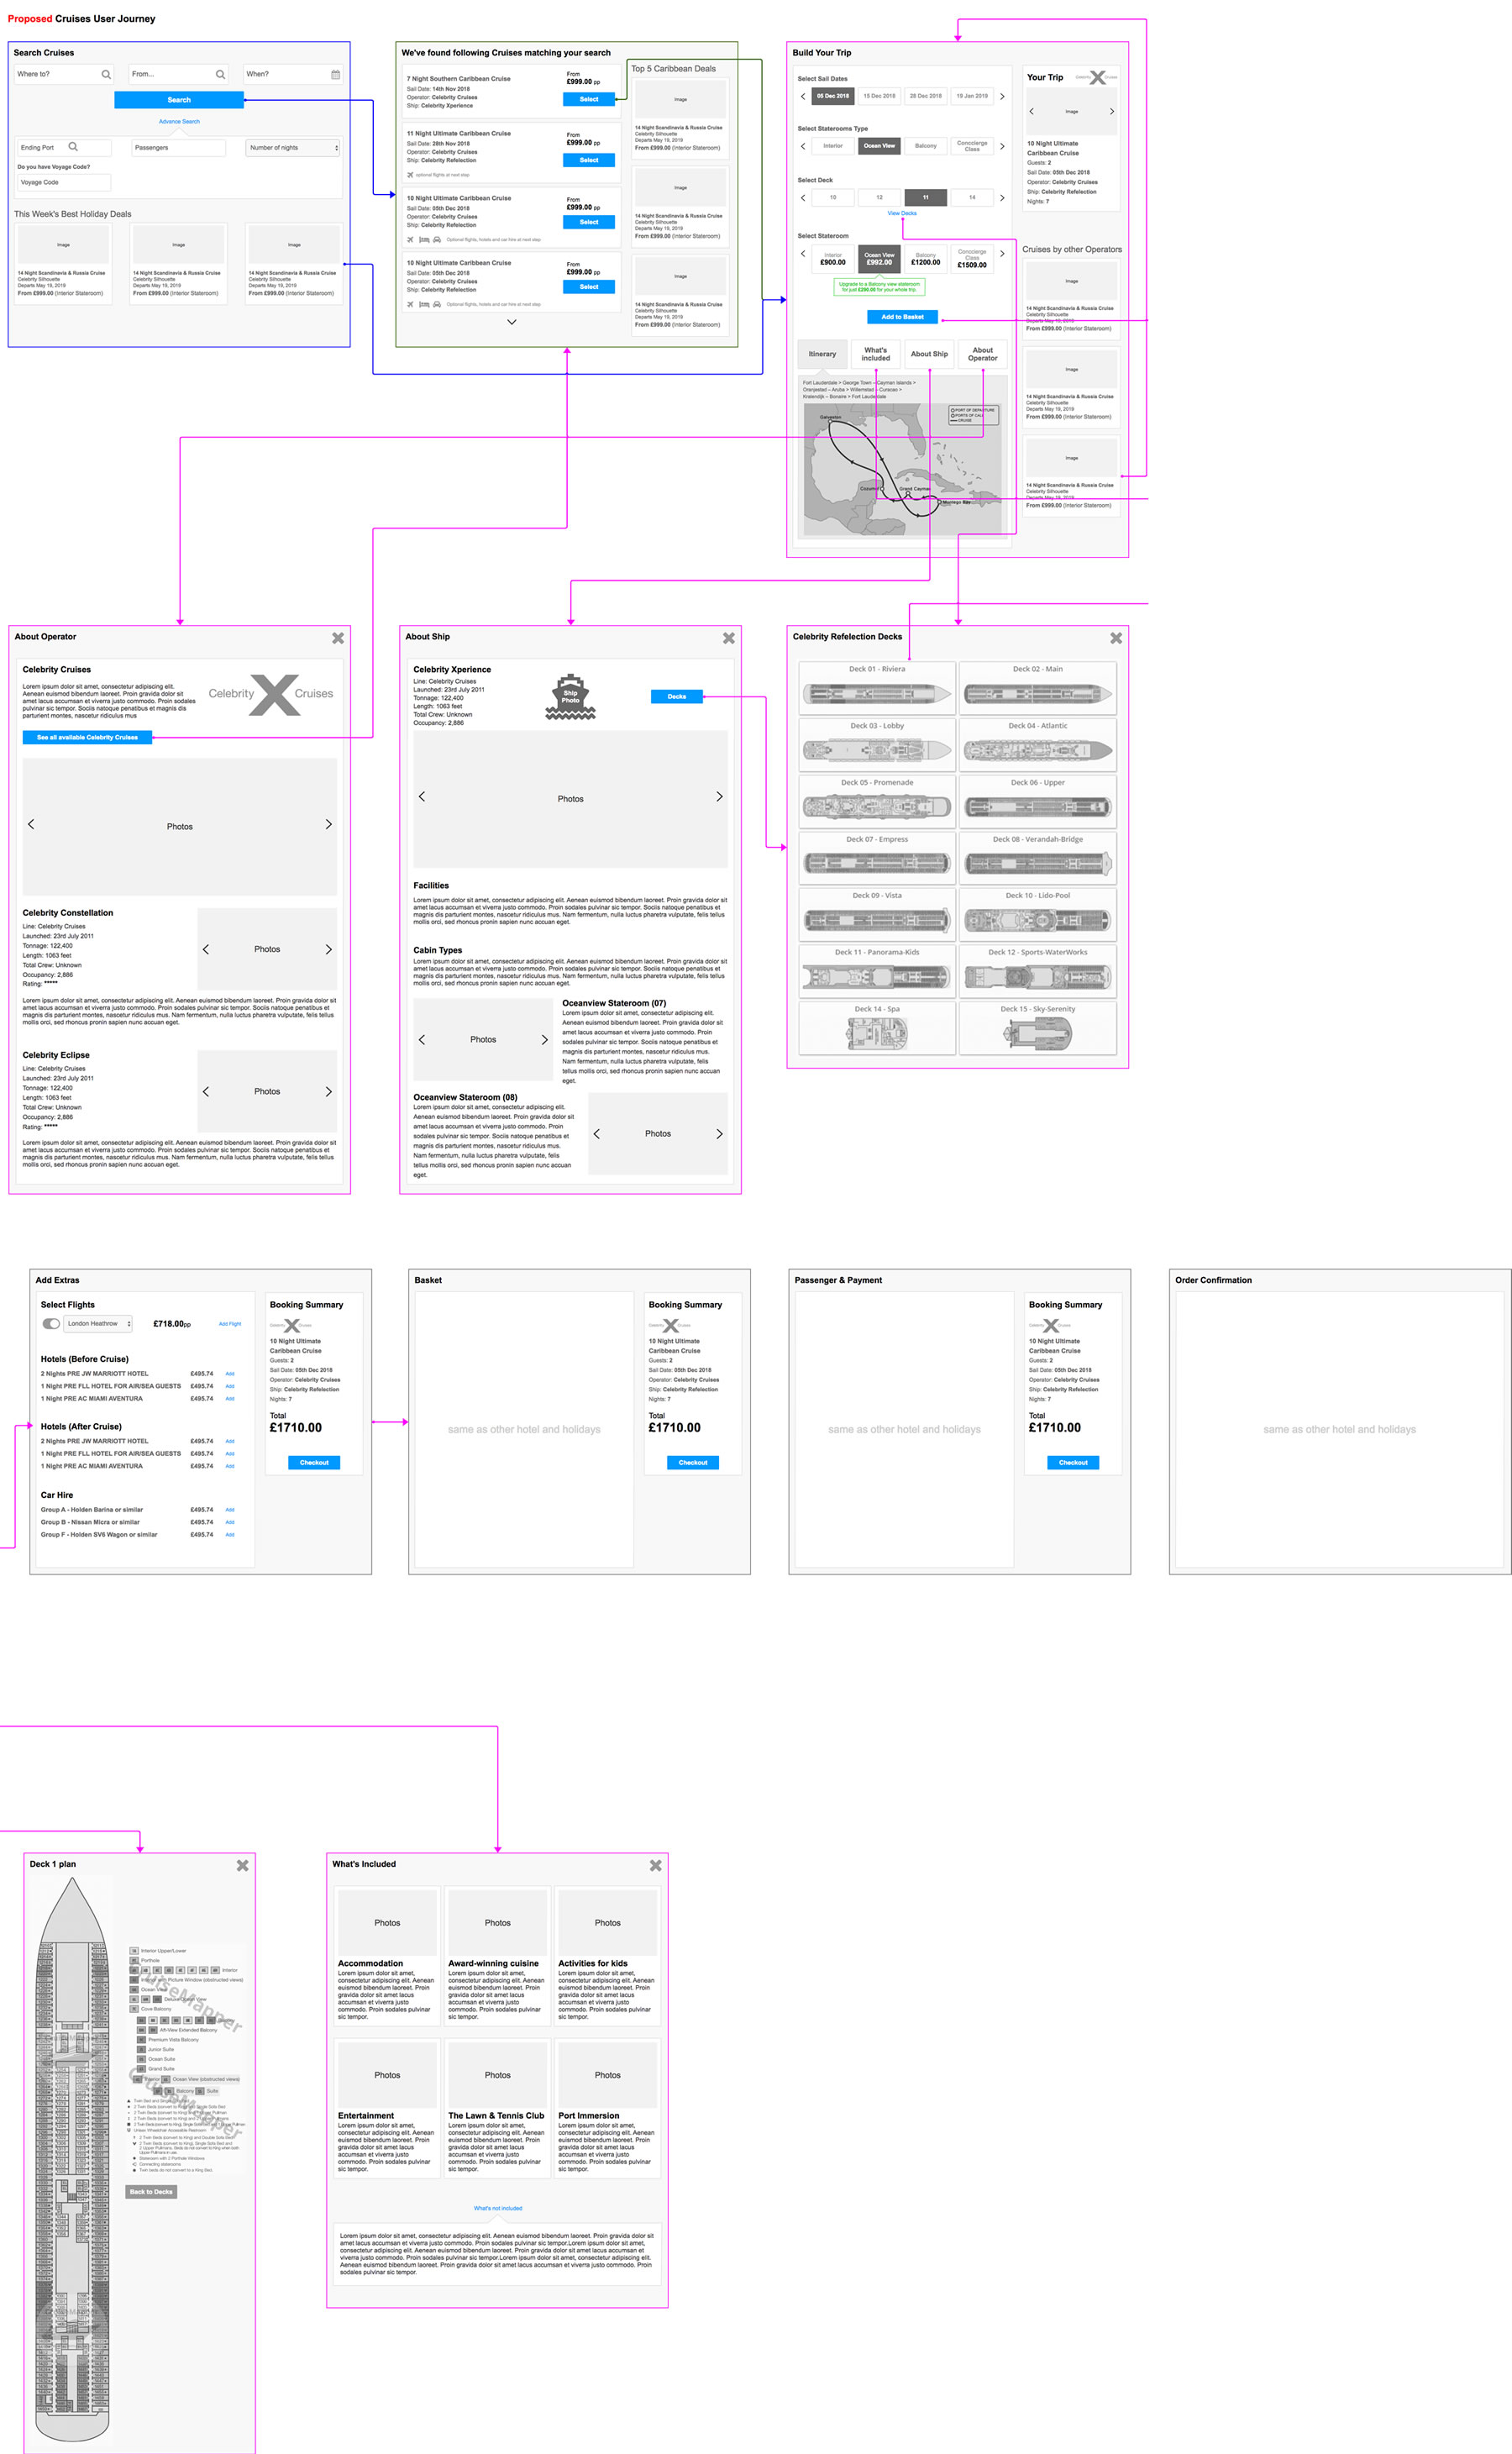 Proposed Cruises User Journey
Search Cruises
Where to?
From...
When?
Search
Advance Search
Ending Port
Passengers
Number of nights
Do you have Voyage Code?
Voyage Code
This Week's Best Holiday Deals
Image
14 Night Scandinavia & Russia Cruise
Celebrity Silhouette
Departs May 19, 2019
From £999.00 (Interior Stateroom)
Image
14 Night Scandinavia & Russia Cruise
Celebrity Silhouette
Departs May 19, 2019
From £999.00 (Interior Stateroom)
Image
14 Night Scandinavia & Russia Cruise
Celebrity Silhouette
Departs May 19, 2019
From £999.00 (Interior Stateroom)
We've found following Cruises matching your search
7 Night Southern Caribbean Cruise
Sail Date: 14th Nov 2018
Operator: Celebrity Cruises
Ship: Celebrity Xperience
From
£999.00 pp
Select
11 Night Ultimate Caribbean Cruise
Sail Date: 28th Nov 2018
Operator: Celebrity Cruises
Ship: Celebrity Refelection
optional flights at next step
From
£999.00 pp
Select
10 Night Ultimate Caribbean Cruise
Sail Date: 05th Dec 2018
Operator: Celebrity Cruises
Ship: Celebrity Refelection
Optional flights, hotels and car hire at next step
From
£999.00 pp
Select
10 Night Ultimate Caribbean Cruise
Sail Date: 05th Dec 2018
Operator: Celebrity Cruises
Ship: Celebrity Refelection
Optional flights, hotels and car hire at next step
From
£999.00 pp
Select
Top 5 Caribbean Deals
Image
14 Night Scandinavia & Russia Cruise
Celebrity Silhouette
Departs May 19, 2019
From £999.00 (Interior Stateroom)
Image
14 Night Scandinavia & Russia Cruise
Celebrity Silhouette
Departs May 19, 2019
From £999.00 (Interior Stateroom)
Image
14 Night Scandinavia & Russia Cruise
Celebrity Silhouette
Departs May 19, 2019
From £999.00 (Interior Stateroom)
Build Your Trip
Select Sail Dates
05 Dec 2018
15 Dec 2018
28 Dec 2018
19 Jan 2019
Select Staterooms Type
Interior
Ocean View
Balcony
Conccierge
Class
Select Deck
10
12
11
14
View Decks
Select Stateroom
Interior
£900.00
Ocean View
£992.00
Balcony
£1200.00
Conccierge
Class
£1509.00
Upgrade to a Balcony view stateroom
for just £290.00 for your whole trip.
Add to Basket
Itinerary
What's
included
About Ship
About
Operator
Fort Lauderdale > George Town – Cayman Islands >
Oranjestad – Aruba > Willemstad – Curacao >
Kralendijk – Bonaire > Fort Lauderdale
PORT OF DEPARTURE
PORTS OF CALL
CRUISE
Galveston
Cozumel
Grand Cayman
Montego Bay
Your Trip
Celebrity X Cruises
Image
10 Night Ultimate
Caribbean Cruise
Guests: 2
Sail Date: 05th Dec 2018
Operator: Celebrity Cruises
Ship: Celebrity Refelection
Nights: 7
Cruises by other Operators
Image
14 Night Scandinavia & Russia Cruise
Celebrity Silhouette
Departs May 19, 2019
From £999.00 (Interior Stateroom)
Image
14 Night Scandinavia & Russia Cruise
Celebrity Silhouette
Departs May 19, 2019
From £999.00 (Interior Stateroom)
Image
14 Night Scandinavia & Russia Cruise
Celebrity Silhouette
Departs May 19, 2019
From £999.00 (Interior Stateroom)
About Operator
Celebrity Cruises
Lorem ipsum dolor sit amet, consectetur adipiscing elit.
Aenean euismod bibendum laoreet. Proin gravida dolor sit
amet lacus accumsan et viverra justo commodo. Proin sodales
pulvinar sic tempor. Sociis natoque penatibus et magnis dis
parturient montes, nascetur ridiculus mus
Celebrity X Cruises
See all available Celebrity Cruises
Photos
Celebrity Constellation
Line: Celebrity Cruises
Launched: 23rd July 2011
Tonnage: 122,400
Length: 1063 feet
Total Crew: Unknown
Occupancy: 2,886
Rating: *****
Photos
Lorem ipsum dolor sit amet, consectetur adipiscing elit. Aenean euismod bibendum laoreet. Proin gravida dolor sit
amet lacus accumsan et viverra justo commodo. Proin sodales pulvinar sic tempor. Sociis natoque penatibus et
magnis dis parturient montes, nascetur ridiculus mus. Nam fermentum, nulla luctus pharetra vulputate, felis tellus
mollis orci, sed rhoncus pronin sapien nunc accuan eget.
Celebrity Eclipse
Line: Celebrity Cruises
Launched: 23rd July 2011
Tonnage: 122,400
Length: 1063 feet
Total Crew: Unknown
Occupancy: 2,886
Rating: *****
Photos
Lorem ipsum dolor sit amet, consectetur adipiscing elit. Aenean euismod bibendum laoreet. Proin gravida dolor sit
amet lacus accumsan et viverra justo commodo. Proin sodales pulvinar sic tempor. Sociis natoque penatibus et
magnis dis parturient montes, nascetur ridiculus mus. Nam fermentum, nulla luctus pharetra vulputate, felis tellus
mollis orci, sed rhoncus pronin sapien nunc accuan eget.
About Ship
Celebrity Xperience
Line: Celebrity Cruises
Launched: 23rd July 2011
Tonnage: 122,400
Length: 1063 feet
Total Crew: Unknown
Occupancy: 2,886
Ship
Photo
Decks
Photos
Facilities
Lorem ipsum dolor sit amet, consectetur adipiscing elit. Aenean euismod bibendum laoreet. Proin gravida dolor sit
amet lacus accumsan et viverra justo commodo. Proin sodales pulvinar sic tempor. Sociis natoque penatibus et
magnis dis parturient montes, nascetur ridiculus mus. Nam fermentum, nulla luctus pharetra vulputate, felis tellus
mollis orci, sed rhoncus pronin sapien nunc accuan eget.
Cabin Types
Lorem ipsum dolor sit amet, consectetur adipiscing elit. Aenean euismod bibendum laoreet. Proin gravida dolor sit
amet lacus accumsan et viverra justo commodo. Proin sodales pulvinar sic tempor. Sociis natoque penatibus et
magnis dis parturient montes, nascetur ridiculus mus. Nam fermentum, nulla luctus pharetra vulputate, felis tellus
mollis orci, sed rhoncus pronin sapien nunc accuan eget.
Photos
Oceanview Stateroom (07)
Lorem ipsum dolor sit amet, consectetur adipiscing elit.
Aenean euismod bibendum laoreet. Proin gravida dolor sit
amet lacus accumsan et viverra justo commodo. Proin
sodales pulvinar sic tempor. Sociis natoque penatibus et
magnis dis parturient montes, nascetur ridiculus mus.
Nam fermentum, nulla luctus pharetra vulputate, felis
tellus mollis orci, sed rhoncus pronin sapien nunc accuan
eget.
Oceanview Stateroom (08)
Lorem ipsum dolor sit amet, consectetur adipiscing elit.
Aenean euismod bibendum laoreet. Proin gravida dolor sit
amet lacus accumsan et viverra justo commodo. Proin
sodales pulvinar sic tempor. Sociis natoque penatibus et
magnis dis parturient montes, nascetur ridiculus mus.
Nam fermentum, nulla luctus pharetra vulputate, felis
tellus mollis orci, sed rhoncus pronin sapien nunc accuan
eget.
Photos
Celebrity Refelection Decks
Deck 01 - Riviera
Deck 02 - Main
Deck 03 - Lobby
Deck 04 - Atlantic
Deck 05 - Promenade
Deck 06 - Upper
Deck 07 - Empress
Deck 08 - Verandah-Bridge
Deck 09 - Vista
Deck 10 - Lido-Pool
Deck 11 - Panorama-Kids
Deck 12 - Sports-WaterWorks
Deck 14 - Spa
Deck 15 - Sky-Serenity
Add Extras
Select Flights
London Heathrow
£718.00pp
Add Flight
Hotels (Before Cruise)
2 Nights PRE JW MARRIOTT HOTEL £495.74 Add
1 Night PRE FLL HOTEL FOR AIR/SEA GUESTS £495.74 Add
1 Night PRE AC MIAMI AVENTURA £495.74 Add
Hotels (After Cruise)
2 Nights PRE JW MARRIOTT HOTEL £495.74 Add
1 Night PRE FLL HOTEL FOR AIR/SEA GUESTS £495.74 Add
1 Night PRE AC MIAMI AVENTURA £495.74 Add
Car Hire
Group A - Holden Barina or similar £495.74 Add
Group B - Nissan Micra or similar £495.74 Add
Group F - Holden SV6 Wagon or similar £495.74 Add
Booking Summary
Celebrity X Cruises
10 Night Ultimate
Caribbean Cruise
Guests: 2
Sail Date: 05th Dec 2018
Operator: Celebrity Cruises
Ship: Celebrity Refelection
Nights: 7
Total
£1710.00
Checkout
Basket
same as other hotel and holidays
Booking Summary
Celebrity X Cruises
10 Night Ultimate
Caribbean Cruise
Guests: 2
Sail Date: 05th Dec 2018
Operator: Celebrity Cruises
Ship: Celebrity Refelection
Nights: 7
Total
£1710.00
Checkout
Passenger & Payment
same as other hotel and holidays
Booking Summary
Celebrity X Cruises
10 Night Ultimate
Caribbean Cruise
Guests: 2
Sail Date: 05th Dec 2018
Operator: Celebrity Cruises
Ship: Celebrity Refelection
Nights: 7
Total
£1710.00
Checkout
Order Confirmation
same as other hotel and holidays
Deck 1 plan
Interior Upper/Lower
Porthole
Interior
Interior with Picture Window (obstructed views)
Ocean View
Deluxe Ocean View
Cove Balcony
Balcony
Aft-View Extended Balcony
Premium Vista Balcony
Junior Suite
Ocean Suite
Grand Suite
Interior
Ocean View (obstructed views)
Balcony
Suite
CruiseMapper
CruiseMapper
Stateroom with 2 Porthole Windows
Connecting staterooms
Twin beds do not convert to a King Bed.
Back to Decks
What's Included
Photos
Accommodation
Lorem ipsum dolor sit amet,
consectetur adipiscing elit. Aenean
euismod bibendum laoreet. Proin
gravida dolor sit amet lacus
accumsan et viverra justo
commodo. Proin sodales pulvinar
sic tempor.
Photos
Award-winning cuisine
Lorem ipsum dolor sit amet,
consectetur adipiscing elit. Aenean
euismod bibendum laoreet. Proin
gravida dolor sit amet lacus
accumsan et viverra justo
commodo. Proin sodales pulvinar
sic tempor.
Photos
Activities for kids
Lorem ipsum dolor sit amet,
consectetur adipiscing elit. Aenean
euismod bibendum laoreet. Proin
gravida dolor sit amet lacus
accumsan et viverra justo
commodo. Proin sodales pulvinar
sic tempor.
Photos
Entertainment
Lorem ipsum dolor sit amet,
consectetur adipiscing elit. Aenean
euismod bibendum laoreet. Proin
gravida dolor sit amet lacus
accumsan et viverra justo
commodo. Proin sodales pulvinar
sic tempor.
Photos
The Lawn & Tennis Club
Lorem ipsum dolor sit amet,
consectetur adipiscing elit. Aenean
euismod bibendum laoreet. Proin
gravida dolor sit amet lacus
accumsan et viverra justo
commodo. Proin sodales pulvinar
sic tempor.
Photos
Port Immersion
Lorem ipsum dolor sit amet,
consectetur adipiscing elit. Aenean
euismod bibendum laoreet. Proin
gravida dolor sit amet lacus
accumsan et viverra justo
commodo. Proin sodales pulvinar
sic tempor.
What's not included
Lorem ipsum dolor sit amet, consectetur adipiscing elit. Aenean euismod bibendum laoreet. Proin gravida dolor sit
amet lacus accumsan et viverra justo commodo. Proin sodales pulvinar sic tempor.Lorem ipsum dolor sit amet,
consectetur adipiscing elit. Aenean euismod bibendum laoreet. Proin gravida dolor sit amet lacus accumsan et
viverra justo commodo. Proin sodales pulvinar sic tempor.Lorem ipsum dolor sit amet, consectetur adipiscing elit.
Aenean euismod bibendum laoreet. Proin gravida dolor sit amet lacus accumsan et viverra justo commodo. Proin
sodales pulvinar sic tempor.